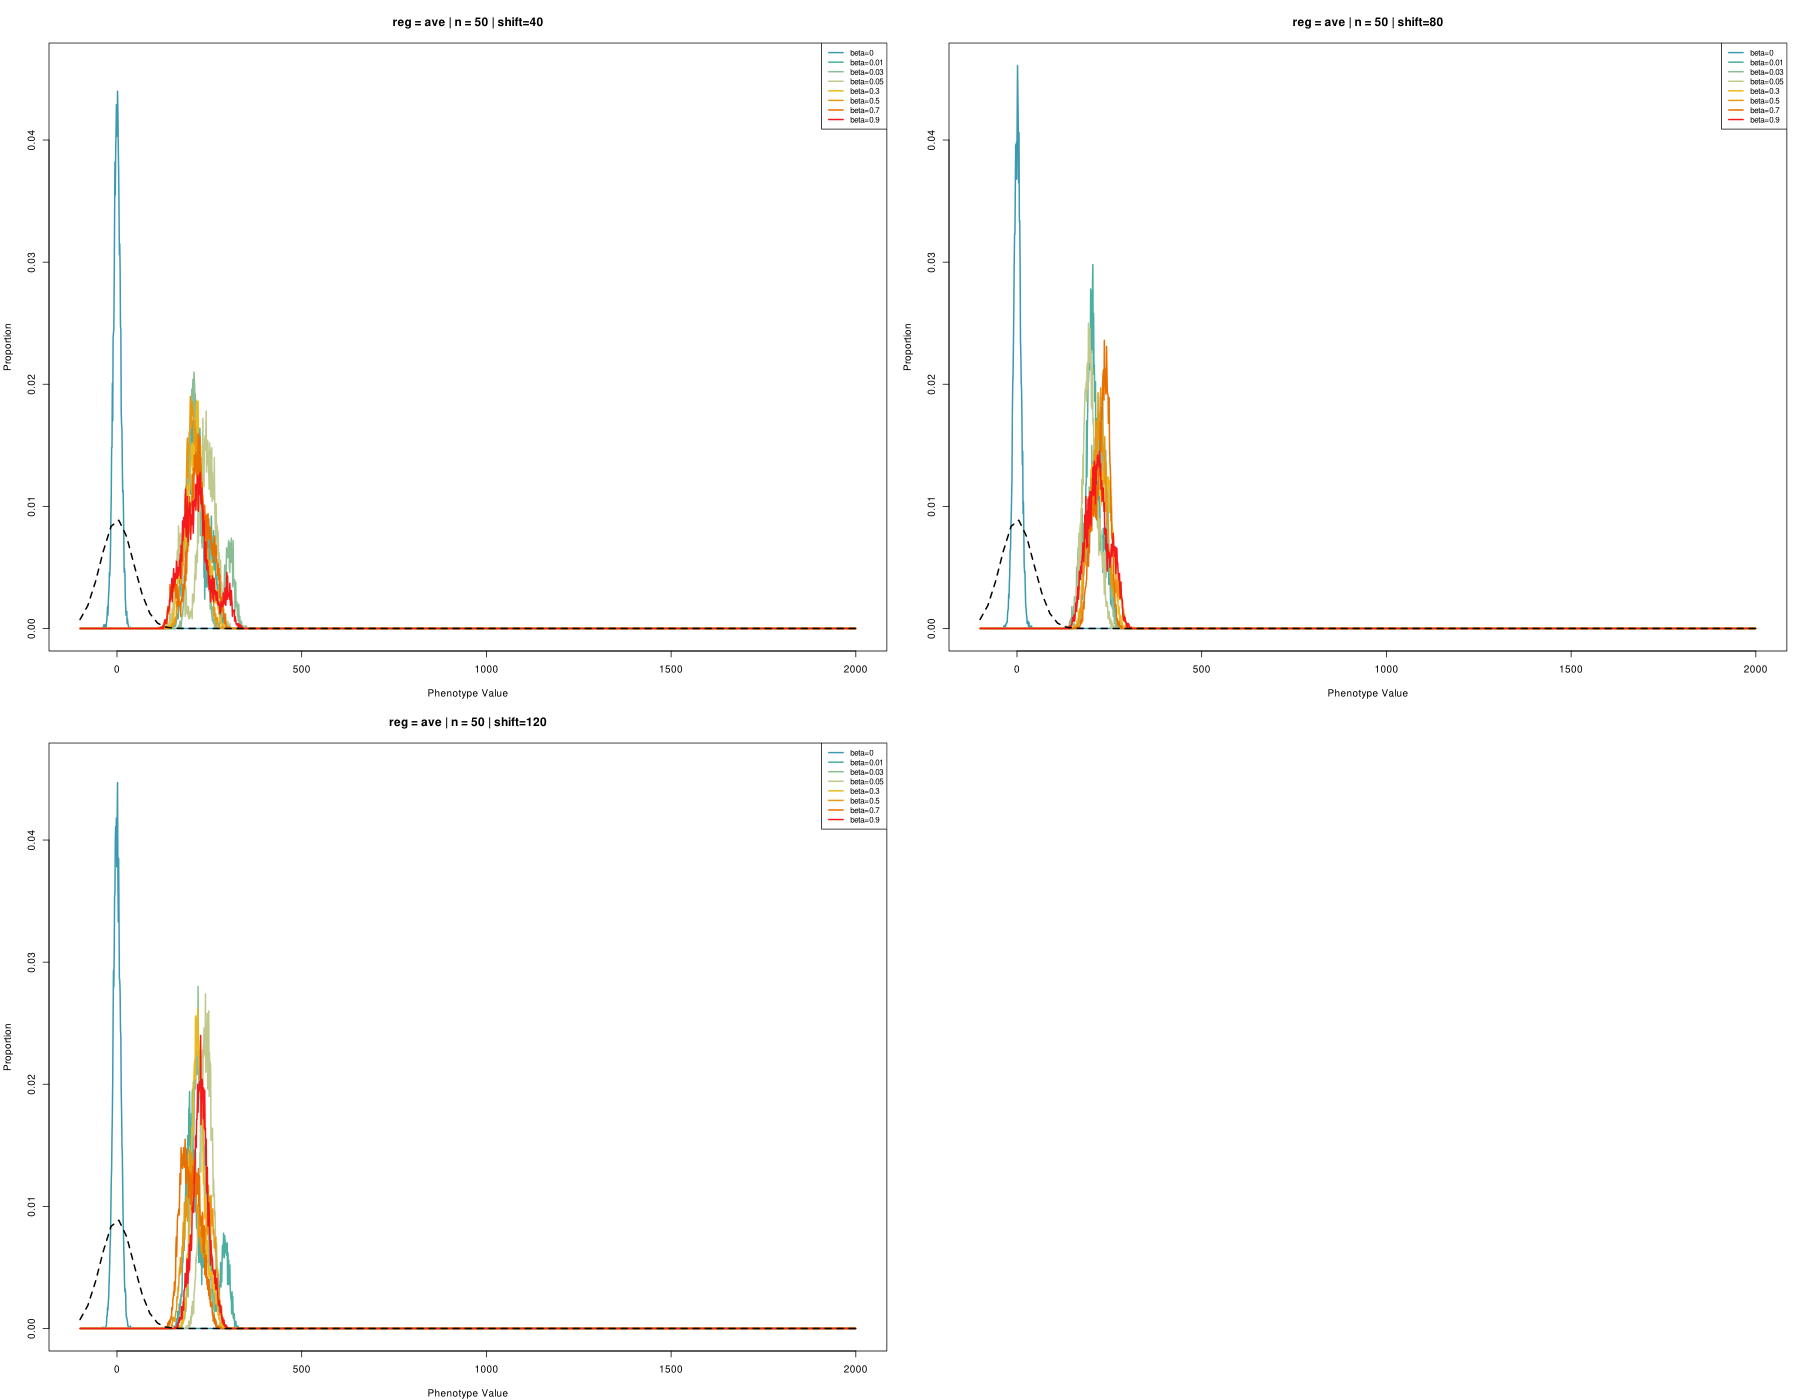 reg = ave | n = 50 | shift=40
beta=0
beta=0.01
beta=0.03
beta=0.05
beta=0.3
beta=0.5
beta=0.7
beta=0.9
Proportion
0.04
0.03
0.02
0.01
0.00
0 500 1000 1500 2000
Phenotype Value
reg = ave | n = 50 | shift=80
beta=0
beta=0.01
beta=0.03
beta=0.05
beta=0.3
beta=0.5
beta=0.7
beta=0.9
Proportion
0.04
0.03
0.02
0.01
0.00
0 500 1000 1500 2000
Phenotype Value
reg = ave | n = 50 | shift=120
beta=0
beta=0.01
beta=0.03
beta=0.05
beta=0.3
beta=0.5
beta=0.7
beta=0.9
Proportion
0.04
0.03
0.02
0.01
0.00
0 500 1000 1500 2000
Phenotype Value